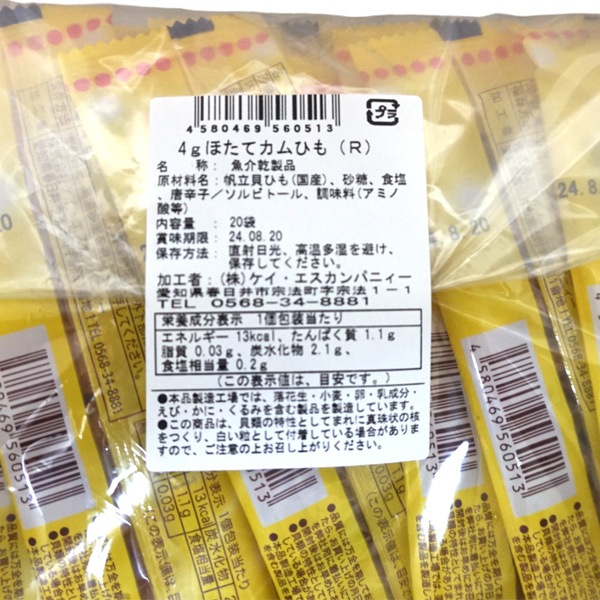 4580469 560513
プラ
4gほたてカムひも（R）
名　　称：　魚介乾製品
原材料名：帆立貝ひも(国産)、砂糖、食塩
、唐辛子／ソルビトール、調味料(アミノ
酸等)
内容量　　：　20袋
賞味期限：　24.08.20
保存方法：　直射日光、高温多湿を避け、
保存してください。
加工者：(株)ケイ・エスカンパニィー
愛知県春日井市宗法町字宗法1－1
TEL　0568-34-8881
栄養成分表示　1個包装当たり
エネルギー 13kcal、たんぱく質 1.1g
脂質 0.03g、炭水化物 2.1g、
食塩相当量 0.2g
（この表示値は、目安です。）
●本品製造工場では、落花生・小麦・卵・乳成分・
えび・かに・くるみを含む製品を製造しています。
●この商品は、貝類の特性としてまれに真珠状の核
をつくり、白い粒として付着している場合がありま
すので、ご注意の上お召し上がりください。
24.8.20
4580469560513
4580469560513